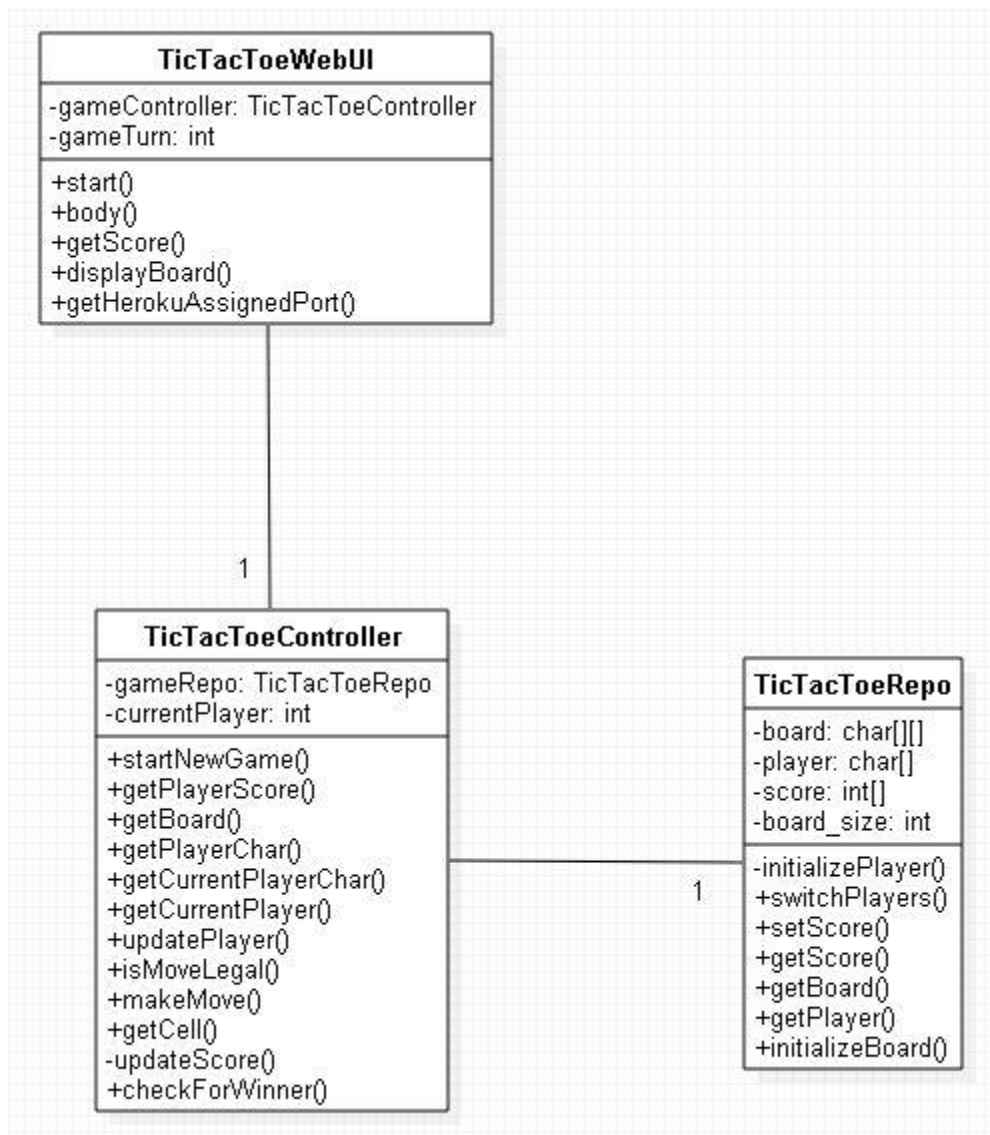 TicTacToeWebUI
-gameController: TicTacToeController
-gameTurn: int
+start()
+body()
+getScore()
+displayBoard()
+getHerokuAssignedPort()
1
TicTacToeController
-gameRepo: TicTacToeRepo
-currentPlayer: int
+startNewGame()
+getPlayerScore()
+getBoard()
+getPlayerChar()
+getCurrentPlayerChar()
+getCurrentPlayer()
+updatePlayer()
+isMoveLegal()
+makeMove()
+getCell()
-updateScore()
+checkForWinner()
1
TicTacToeRepo
-board: char[][]
-player: char[]
-score: int[]
-board_size: int
-initializePlayer()
+switchPlayers()
+setScore()
+getScore()
+getBoard()
+getPlayer()
+initializeBoard()